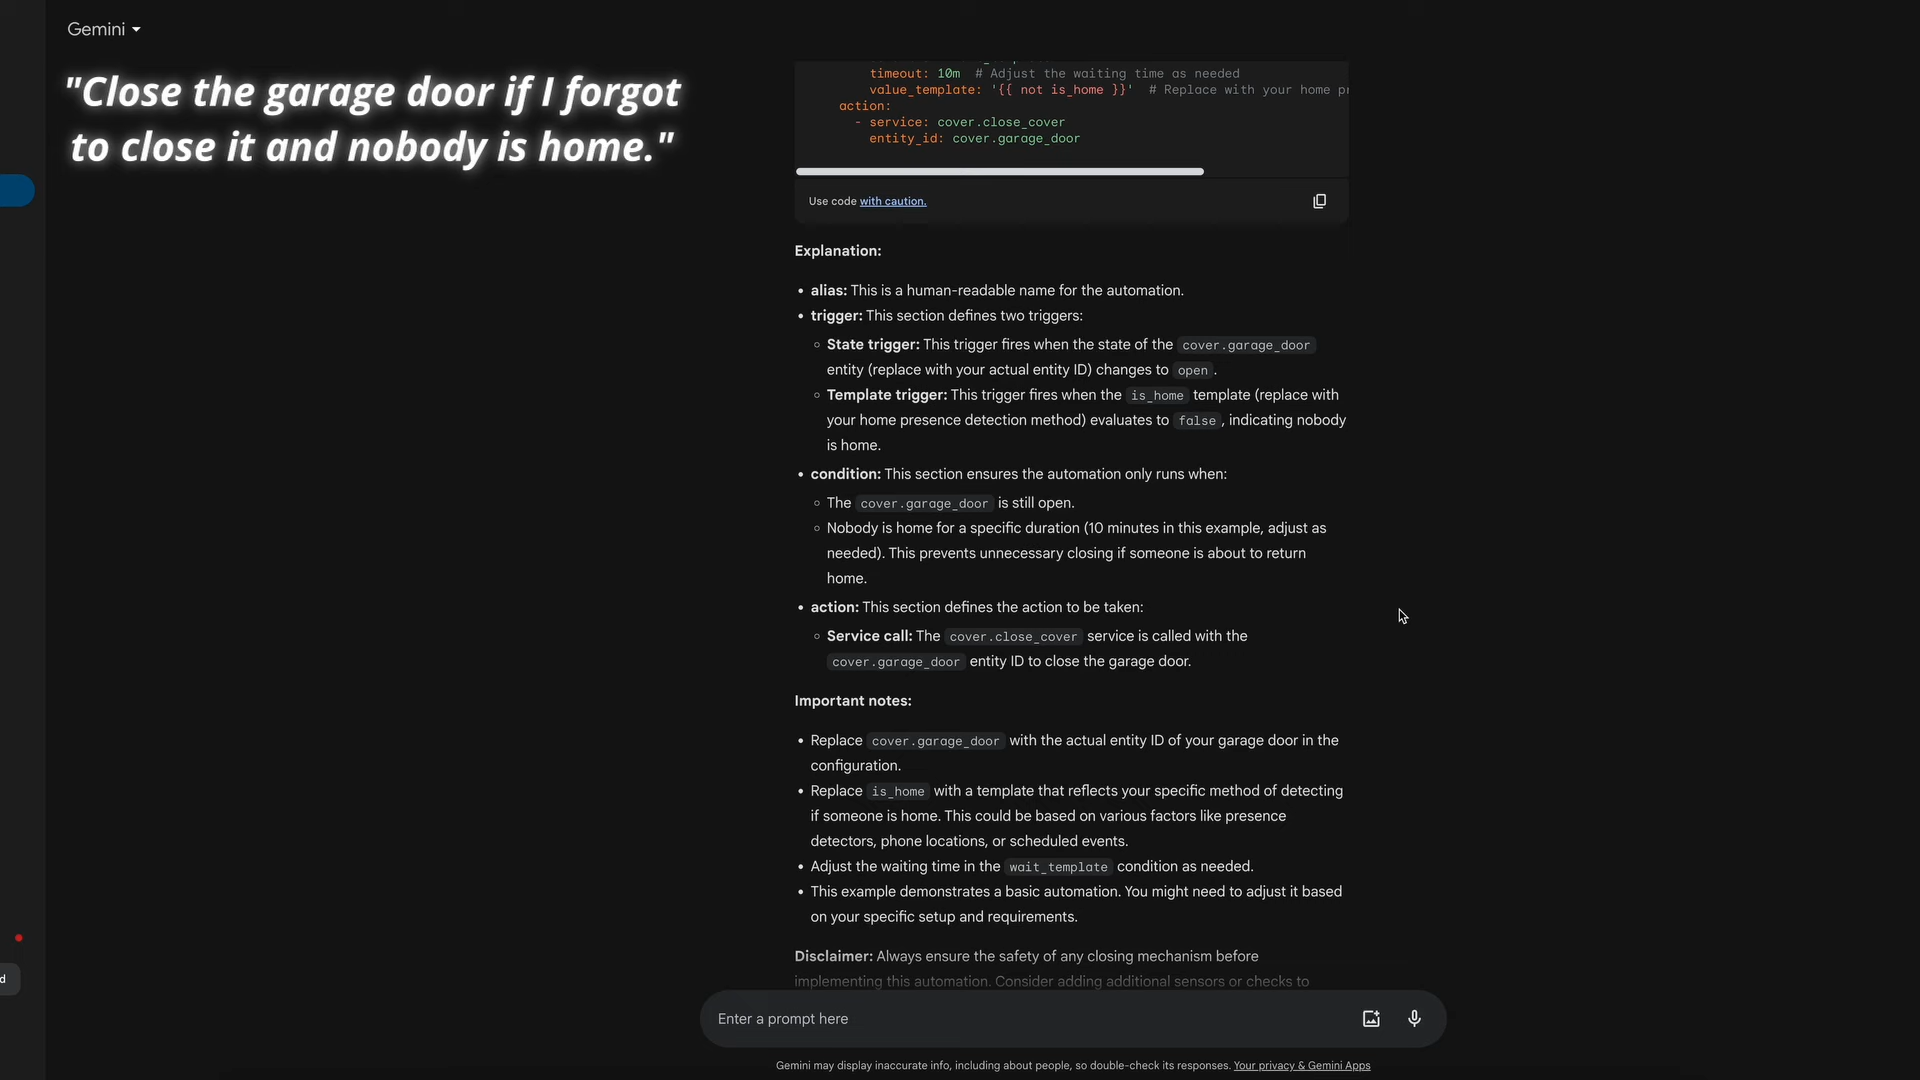 Gemini
"Close the garage door if I forgot
to close it and nobody is home."
timeout: 10m # Adjust the waiting time as needed
value_template: '{{ not is_home }}' # Replace with your home pr
action:
- service: cover.close_cover
entity_id: cover.garage_door
Use code with caution.
Explanation:
• alias: This is a human-readable name for the automation.
• trigger: This section defines two triggers:
○ State trigger: This trigger fires when the state of the cover.garage_door
entity (replace with your actual entity ID) changes to open.
○ Template trigger: This trigger fires when the is_home template (replace with
your home presence detection method) evaluates to false, indicating nobody
is home.
• condition: This section ensures the automation only runs when:
○ The cover.garage_door is still open.
○ Nobody is home for a specific duration (10 minutes in this example, adjust as
needed). This prevents unnecessary closing if someone is about to return
home.
• action: This section defines the action to be taken:
○ Service call: The cover.close_cover service is called with the
cover.garage_door entity ID to close the garage door.
Important notes:
• Replace cover.garage_door with the actual entity ID of your garage door in the
configuration.
• Replace is_home with a template that reflects your specific method of detecting
if someone is home. This could be based on various factors like presence
detectors, phone locations, or scheduled events.
• Adjust the waiting time in the wait_template condition as needed.
• This example demonstrates a basic automation. You might need to adjust it based
on your specific setup and requirements.
Disclaimer: Always ensure the safety of any closing mechanism before
implementing this automation. Consider adding additional sensors or checks to
d
Enter a prompt here
Gemini may display inaccurate info, including about people, so double-check its responses. Your privacy & Gemini Apps